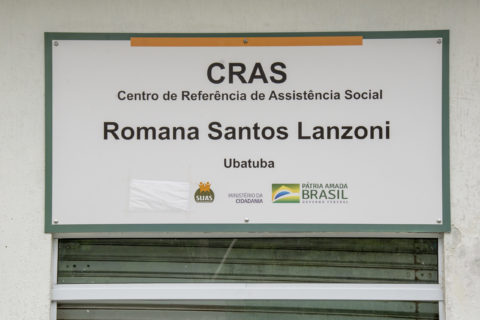 CRAS
Centro de Referência de Assistência Social
Romana Santos Lanzoni
Ubatuba
SUAS
MINISTÉRIO DA
CIDADANIA
PÁTRIA AMADA
BRASIL
GOVERNO FEDERAL